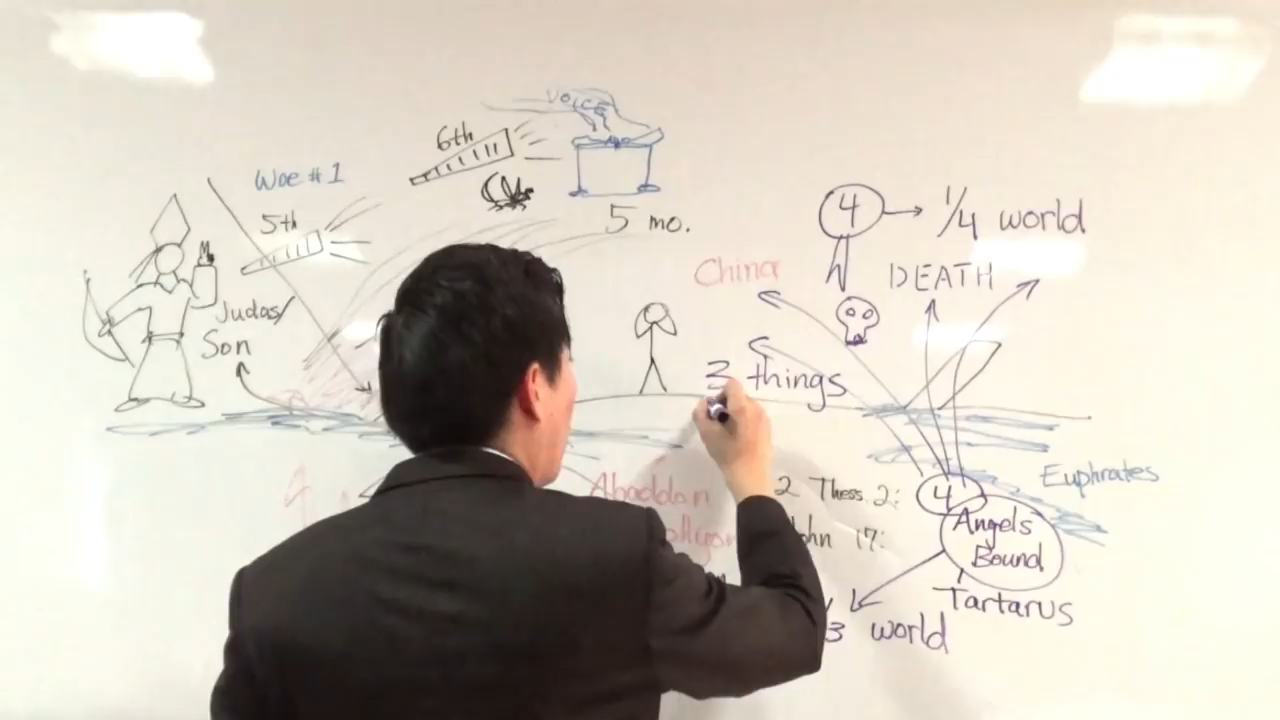 VOICE
6th
Woe #1
5th
5 mo.
4 → 1/4 world
China
DEATH
Judas/
Son
3 things
Abaddon
2 Thess 2:
John 17:
Euphrates
4
Angels
Bound
Tartarus
3 world